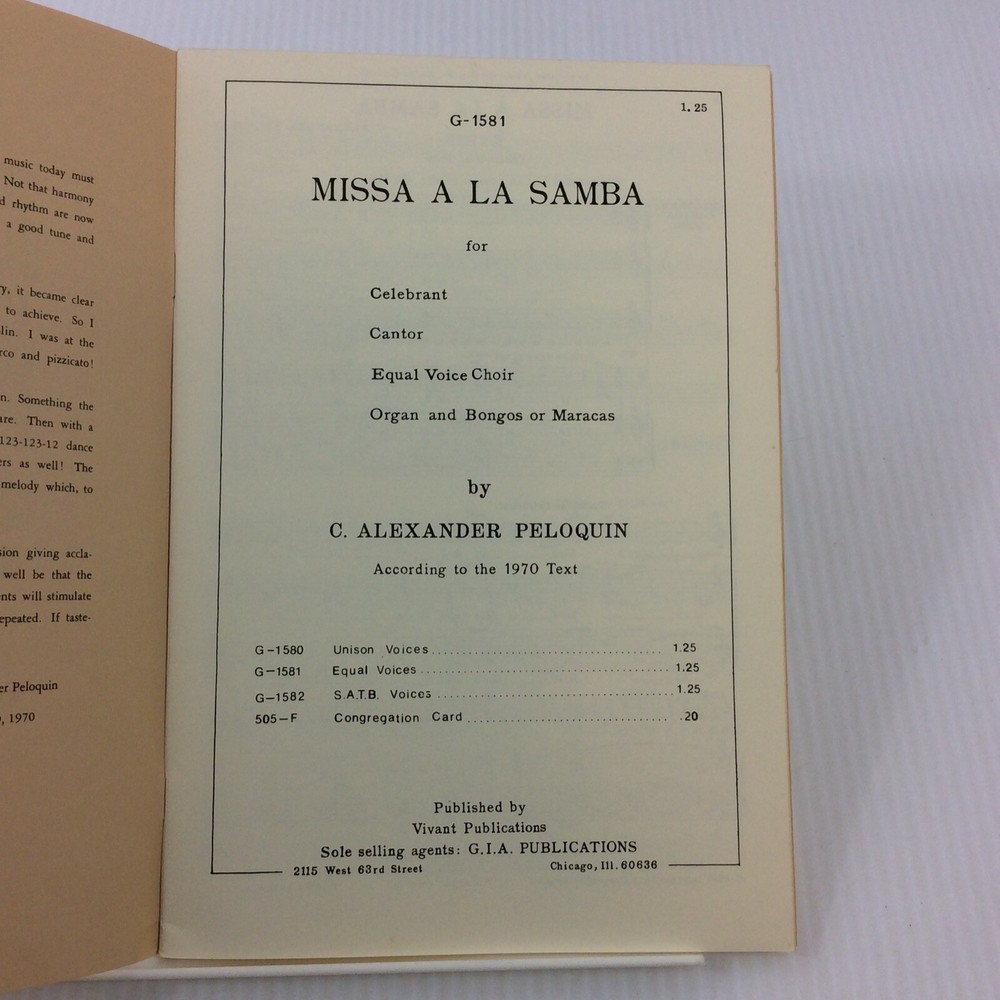 music today must
Not that harmony
d rhythm are now
a good tune and
ry, it became clear
to achieve. So I
lin. I was at the
rco and pizzicato!
n. Something the
are. Then with a
123-123-12 dance
ers as well! The
melody which, to
sion giving accla-
well be that the
nts will stimulate
epeated. If taste-
er Peloquin
, 1970
1.25
G-1581
MISSA A LA SAMBA
for
Celebrant
Cantor
Equal Voice Choir
Organ and Bongos or Maracas
by
C. ALEXANDER PELOQUIN
According to the 1970 Text
G-1580 Unison Voices 1.25
G-1581 Equal Voices 1.25
G-1582 S.A.T.B. Voices 1.25
505-F Congregation Card .20
Published by
Vivant Publications
Sole selling agents: G.I.A. PUBLICATIONS
2115 West 63rd Street Chicago, Ill. 60636